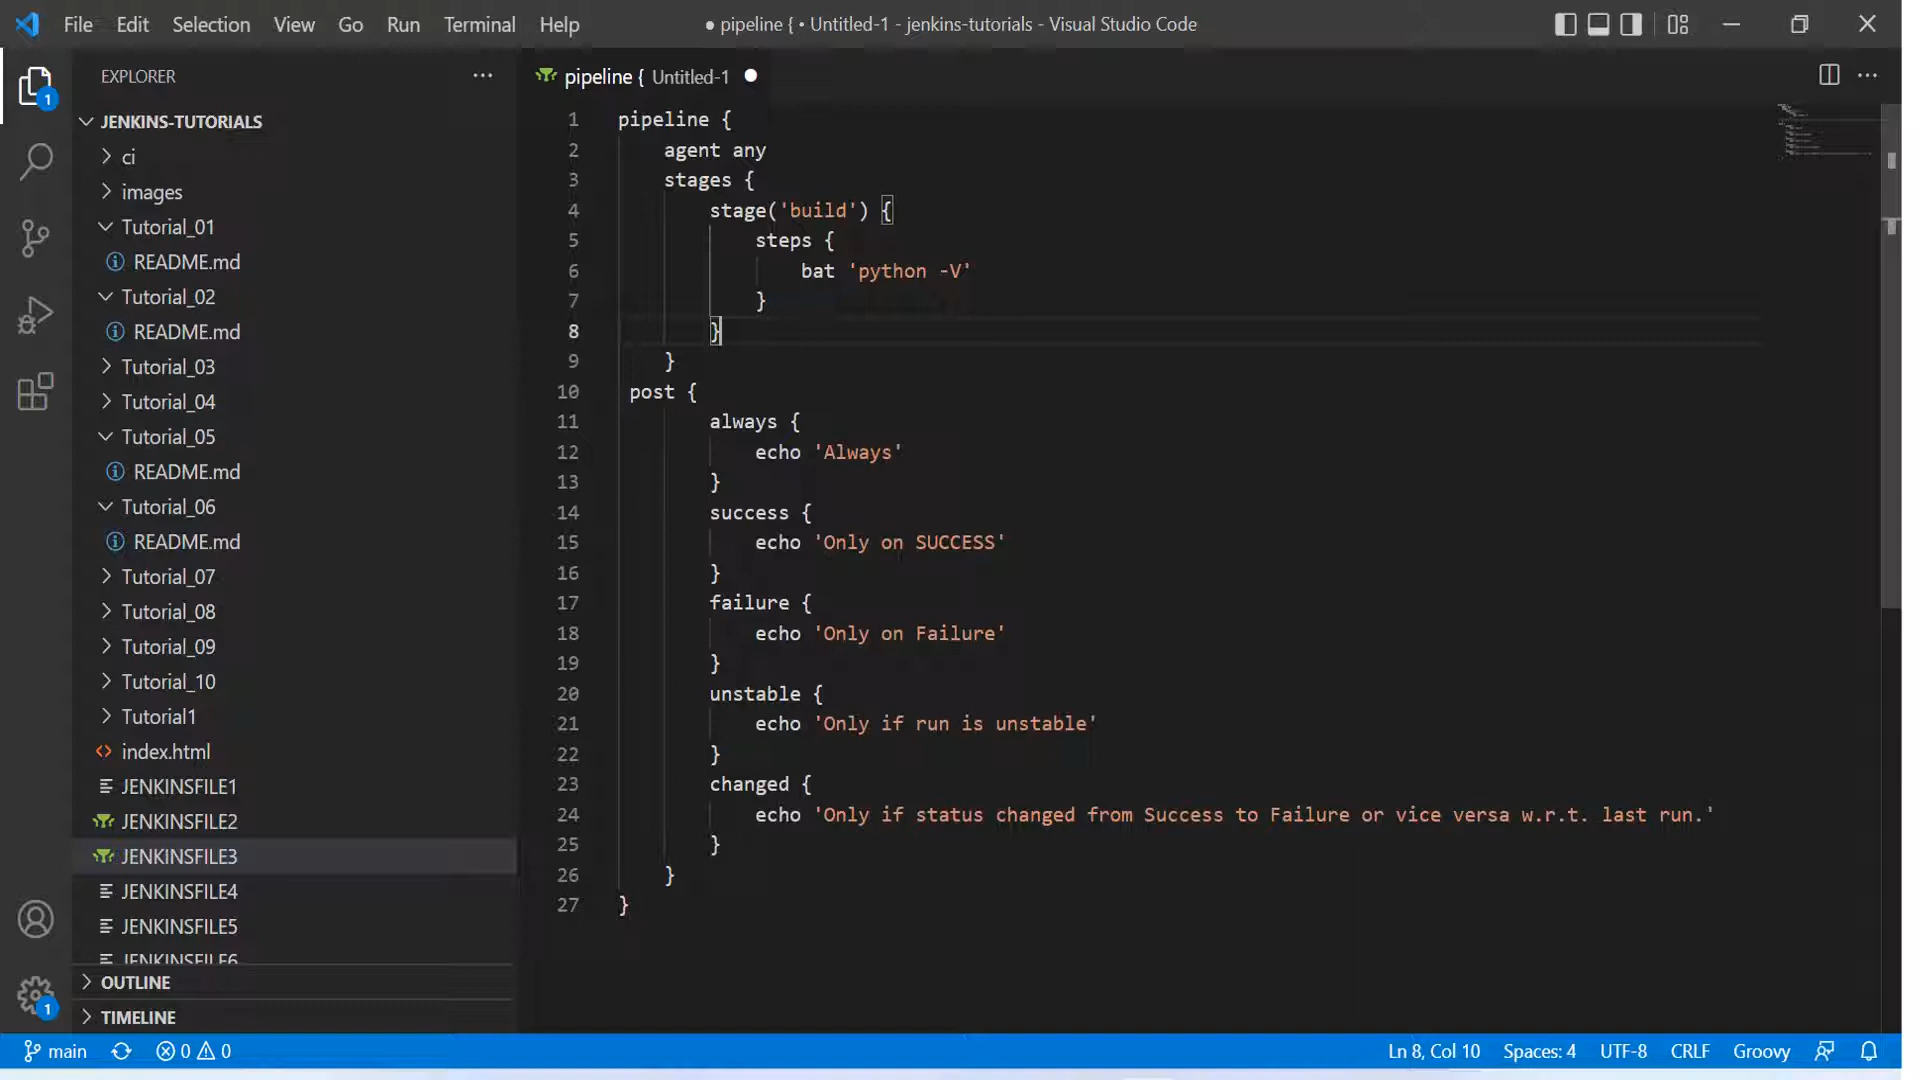 File Edit Selection View Go Run Terminal Help
● pipeline { • Untitled-1 - jenkins-tutorials - Visual Studio Code
EXPLORER
JENKINS-TUTORIALS
ci
images
Tutorial_01
README.md
Tutorial_02
README.md
Tutorial_03
Tutorial_04
Tutorial_05
README.md
Tutorial_06
README.md
Tutorial_07
Tutorial_08
Tutorial_09
Tutorial_10
Tutorial1
index.html
JENKINSFILE1
JENKINSFILE2
JENKINSFILE3
JENKINSFILE4
JENKINSFILE5
JENKINSFILE6
OUTLINE
TIMELINE
1
1
pipeline { Untitled-1
1 pipeline {
2 agent any
3 stages {
4 stage('build') {
5 steps {
6 bat 'python -V'
7 }
8 }
9 }
10 post {
11 always {
12 echo 'Always'
13 }
14 success {
15 echo 'Only on SUCCESS'
16 }
17 failure {
18 echo 'Only on Failure'
19 }
20 unstable {
21 echo 'Only if run is unstable'
22 }
23 changed {
24 echo 'Only if status changed from Success to Failure or vice versa w.r.t. last run.'
25 }
26 }
27 }
main 0 0 Ln 8, Col 10 Spaces: 4 UTF-8 CRLF Groovy